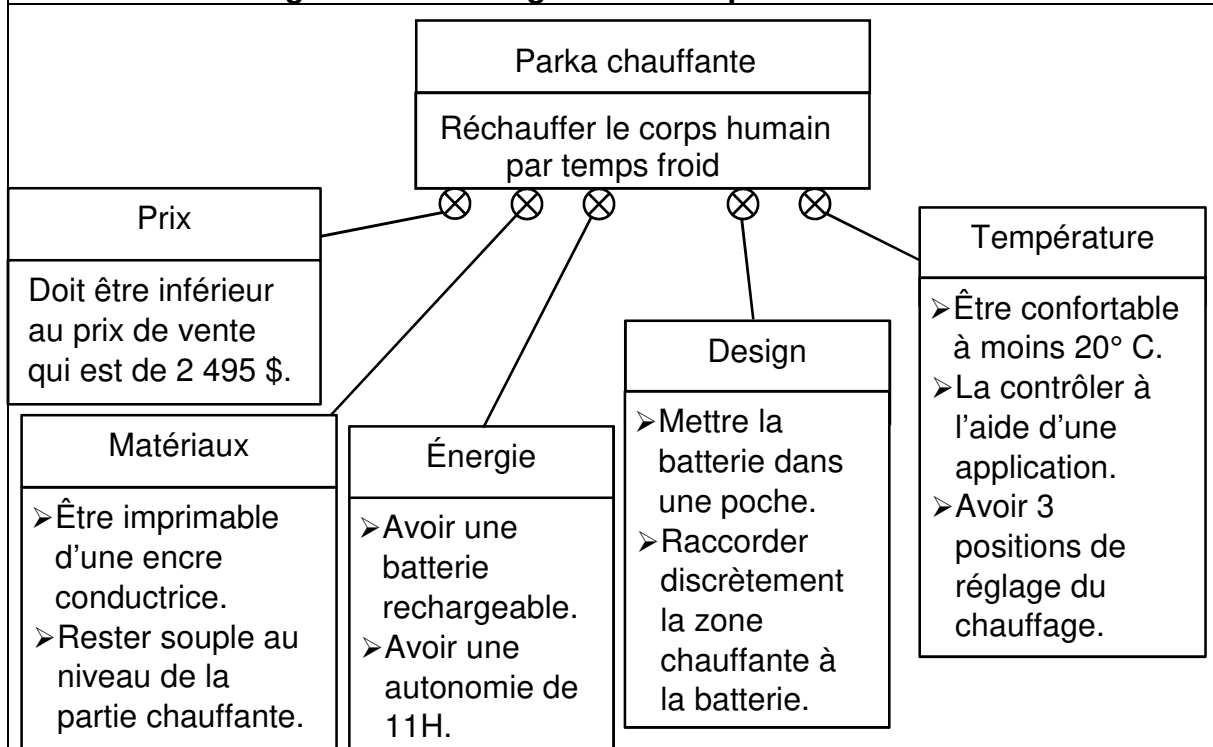 Parka chauffante
Réchauffer le corps humain
par temps froid
Prix
Doit être inférieur
au prix de vente
qui est de 2 495 $.
Matériaux
➢Être imprimable
d’une encre
conductrice.
➢Rester souple au
niveau de la
partie chauffante.
Énergie
➢Avoir une
batterie
rechargeable.
➢Avoir une
autonomie de
11H.
Design
➢Mettre la
batterie dans
une poche.
➢Raccorder
discrètement
la zone
chauffante à
la batterie.
Température
➢Être confortable
à moins 20° C.
➢La contrôler à
l’aide d’une
application.
➢Avoir 3
positions de
réglage du
chauffage.